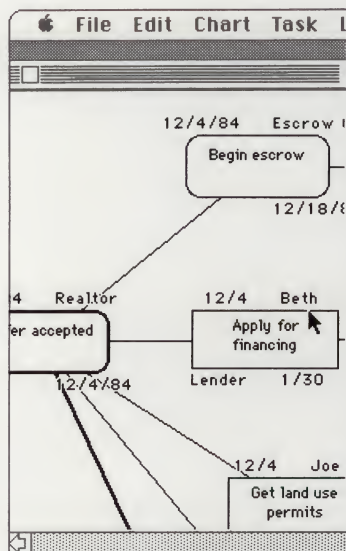 File Edit Chart Task
12/4/84 Escrow
Begin escrow
12/18/8
4 Realtor
12/4 Beth
er accepted
Apply for
financing
12/4/84
Lender 1/30
12/4 Joe
Get land use
permits